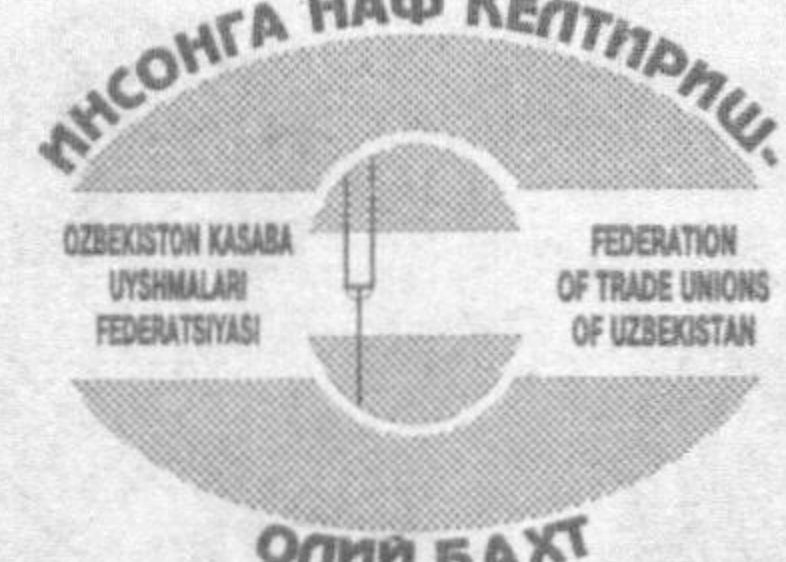 ИНСОНГА НАФ КЕЛТИРИШ-
OZBEKISTON KASABA
UYSHMALARI
FEDERATSIYASI
FEDERATION
OF TRADE UNIONS
OF UZBEKISTAN
ОЛИЙ БАХТ